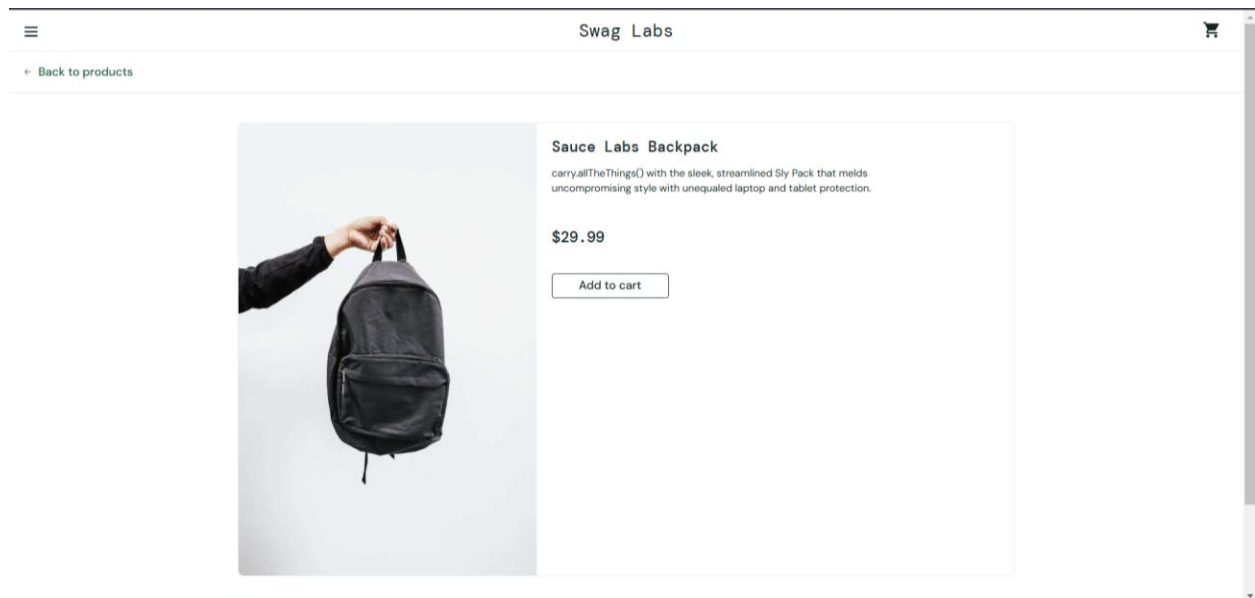 Swag Labs
Back to products
Sauce Labs Backpack
carry.allTheThings() with the sleek, streamlined Sly Pack that melds
uncompromising style with unequaled laptop and tablet protection.
$29.99
Add to cart